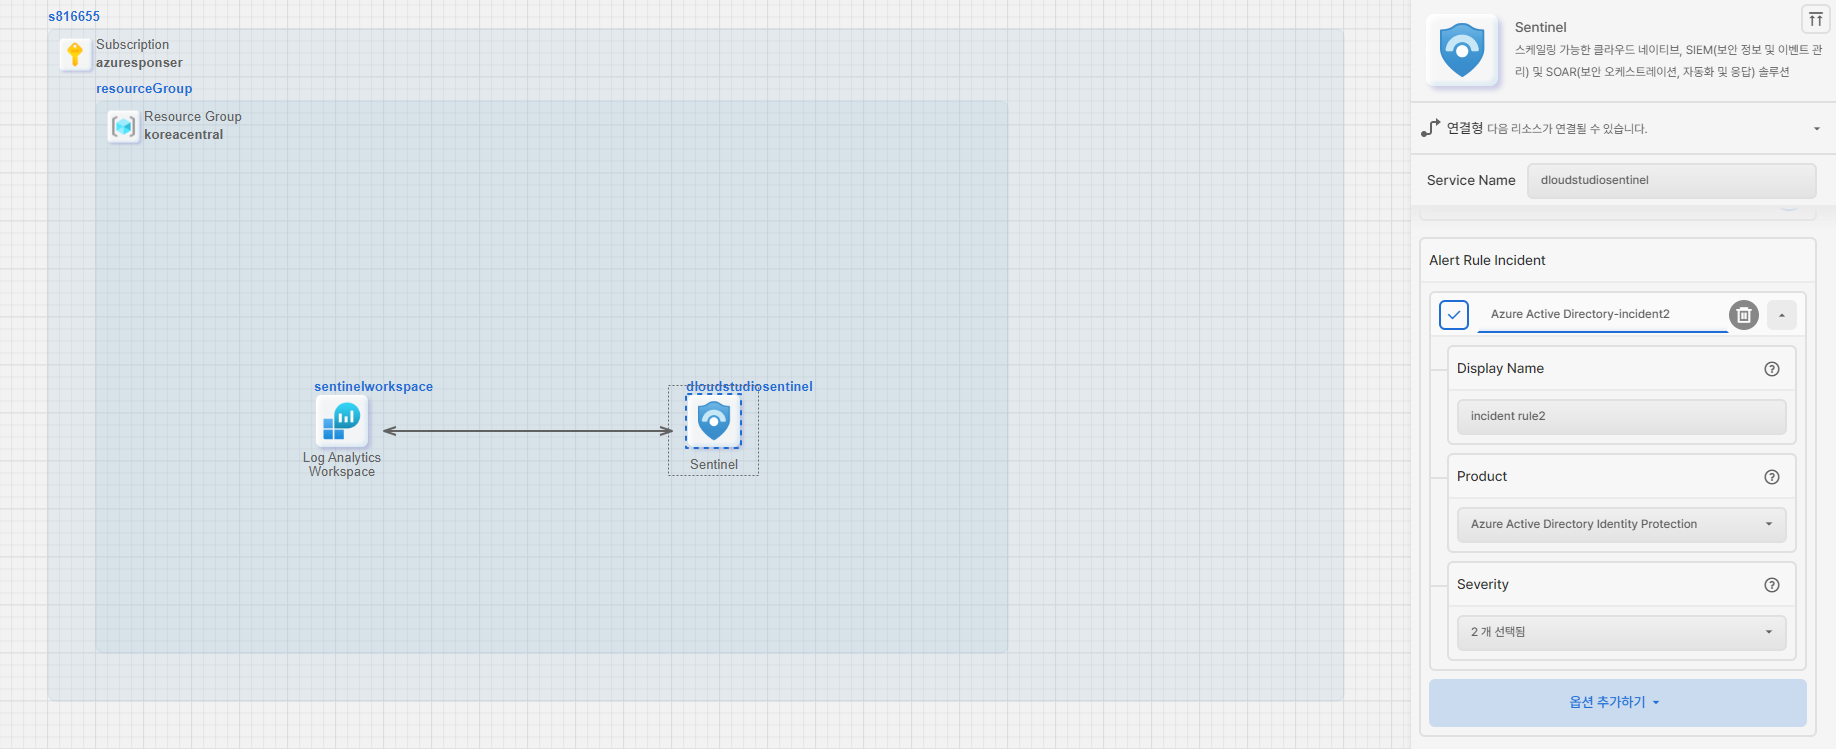 s816655
Subscription
azuresponser
resourceGroup
Resource Group
koreacentral
sentinelworkspace
Log Analytics
Workspace
dloudstudiosentinel
Sentinel
Sentinel
스케일링 가능한 클라우드 네이티브, SIEM(보안 정보 및 이벤트 관
리) 및 SOAR(보안 오케스트레이션, 자동화 및 응답) 솔루션
연결형 다음 리소스가 연결될 수 있습니다.
Service Name
dloudstudiosentinel
Alert Rule Incident
Azure Active Directory-incident2
Display Name
incident rule2
Product
Azure Active Directory Identity Protection
Severity
2 개 선택됨
옵션 추가하기